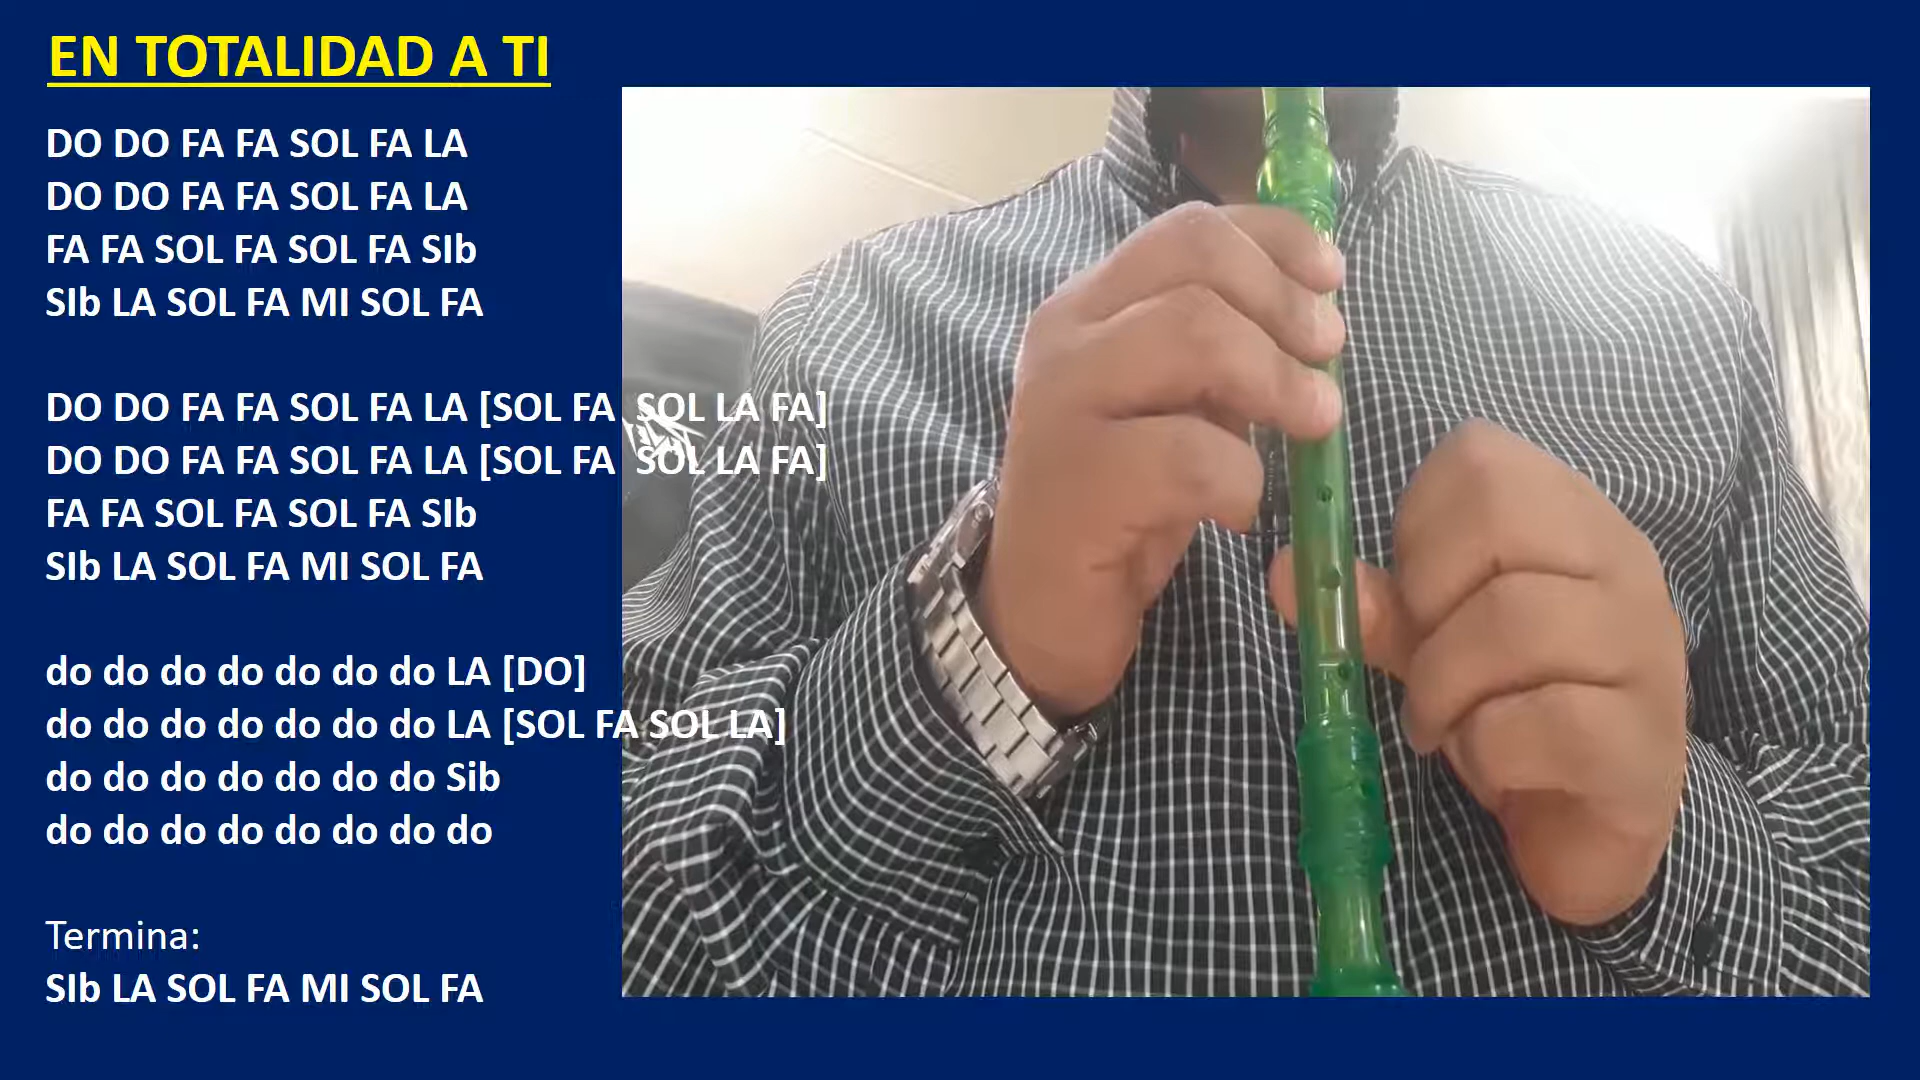 EN TOTALIDAD A TI
DO DO FA FA SOL FA LA
DO DO FA FA SOL FA LA
FA FA SOL FA SOL FA SIb
SIb LA SOL FA MI SOL FA
DO DO FA FA SOL FA LA [SOL FA SOL LA FA]
DO DO FA FA SOL FA LA [SOL FA SOL LA FA]
FA FA SOL FA SOL FA SIb
SIb LA SOL FA MI SOL FA
do do do do do do do LA [DO]
do do do do do do do LA [SOL FA SOL LA]
do do do do do do do Sib
do do do do do do do do
Termina:
SIb LA SOL FA MI SOL FA